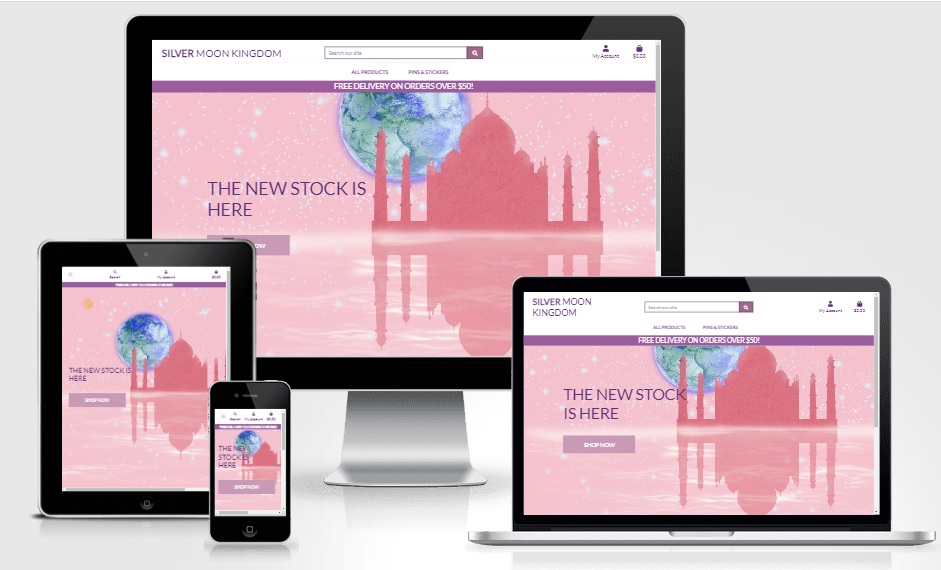 SILVER MOON KINGDOM
Search our site
My Account
$0.00
ALL PRODUCTS PINS & STICKERS
FREE DELIVERY ON ORDERS OVER $50!
THE NEW STOCK IS
HERE
OW
Search
My Account
$0.00
THE NEW STOCK IS
HERE
SHOP NOW
Search
My Account
$0.00
THE NEW
STOCK IS
HERE
SHOP NOW
SILVER MOON
KINGDOM
Search our site
My Account
$0.00
ALL PRODUCTS PINS & STICKERS
FREE DELIVERY ON ORDERS OVER $50!
THE NEW STOCK
IS HERE
SHOP NOW